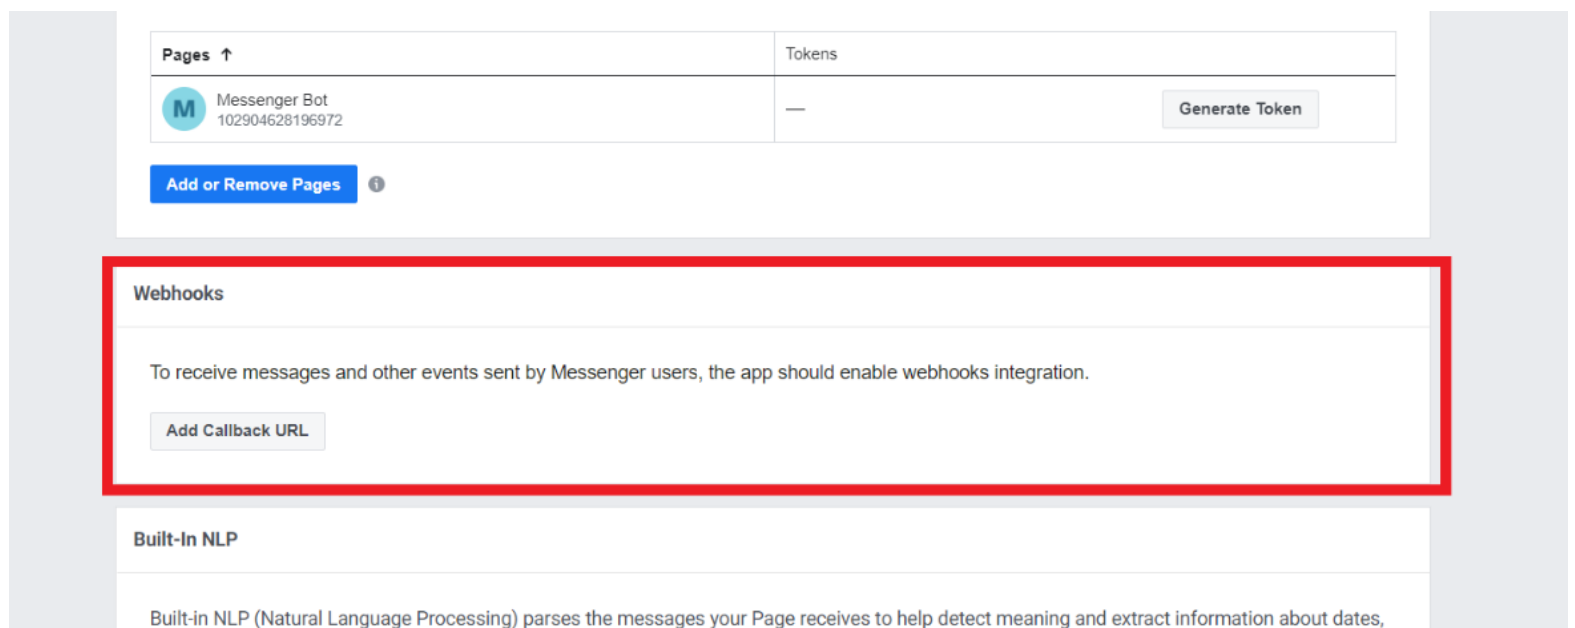 Pages ↑
Tokens
M
Messenger Bot
102904628196972
—
Generate Token
Add or Remove Pages
Webhooks
To receive messages and other events sent by Messenger users, the app should enable webhooks integration.
Add Callback URL
Built-In NLP
Built-in NLP (Natural Language Processing) parses the messages your Page receives to help detect meaning and extract information about dates,